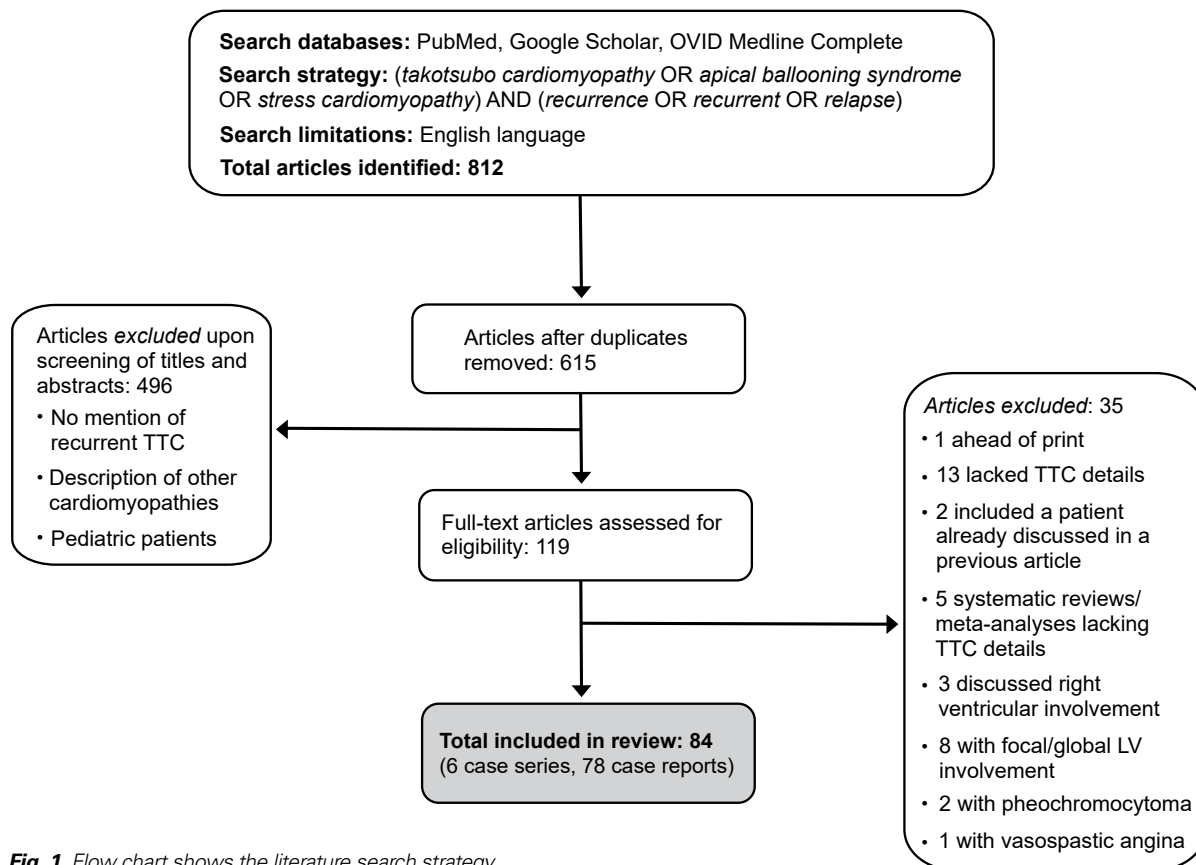 Search databases: PubMed, Google Scholar, OVID Medline Complete
Search strategy: (takotsubo cardiomyopathy OR apical ballooning syndrome
OR stress cardiomyopathy) AND (recurrence OR recurrent OR relapse)
Search limitations: English language
Total articles identified: 812
Articles after duplicates
removed: 615
Articles excluded upon
screening of titles and
abstracts: 496
• No mention of
recurrent TTC
• Description of other
cardiomyopathies
• Pediatric patients
Full-text articles assessed for
eligibility: 119
Articles excluded: 35
• 1 ahead of print
• 13 lacked TTC details
• 2 included a patient
already discussed in a
previous article
• 5 systematic reviews/
meta-analyses lacking
TTC details
• 3 discussed right
ventricular involvement
• 8 with focal/global LV
involvement
• 2 with pheochromocytoma
• 1 with vasospastic angina
Total included in review: 84
(6 case series, 78 case reports)
Fig. 1 Flow chart shows the literature search strategy